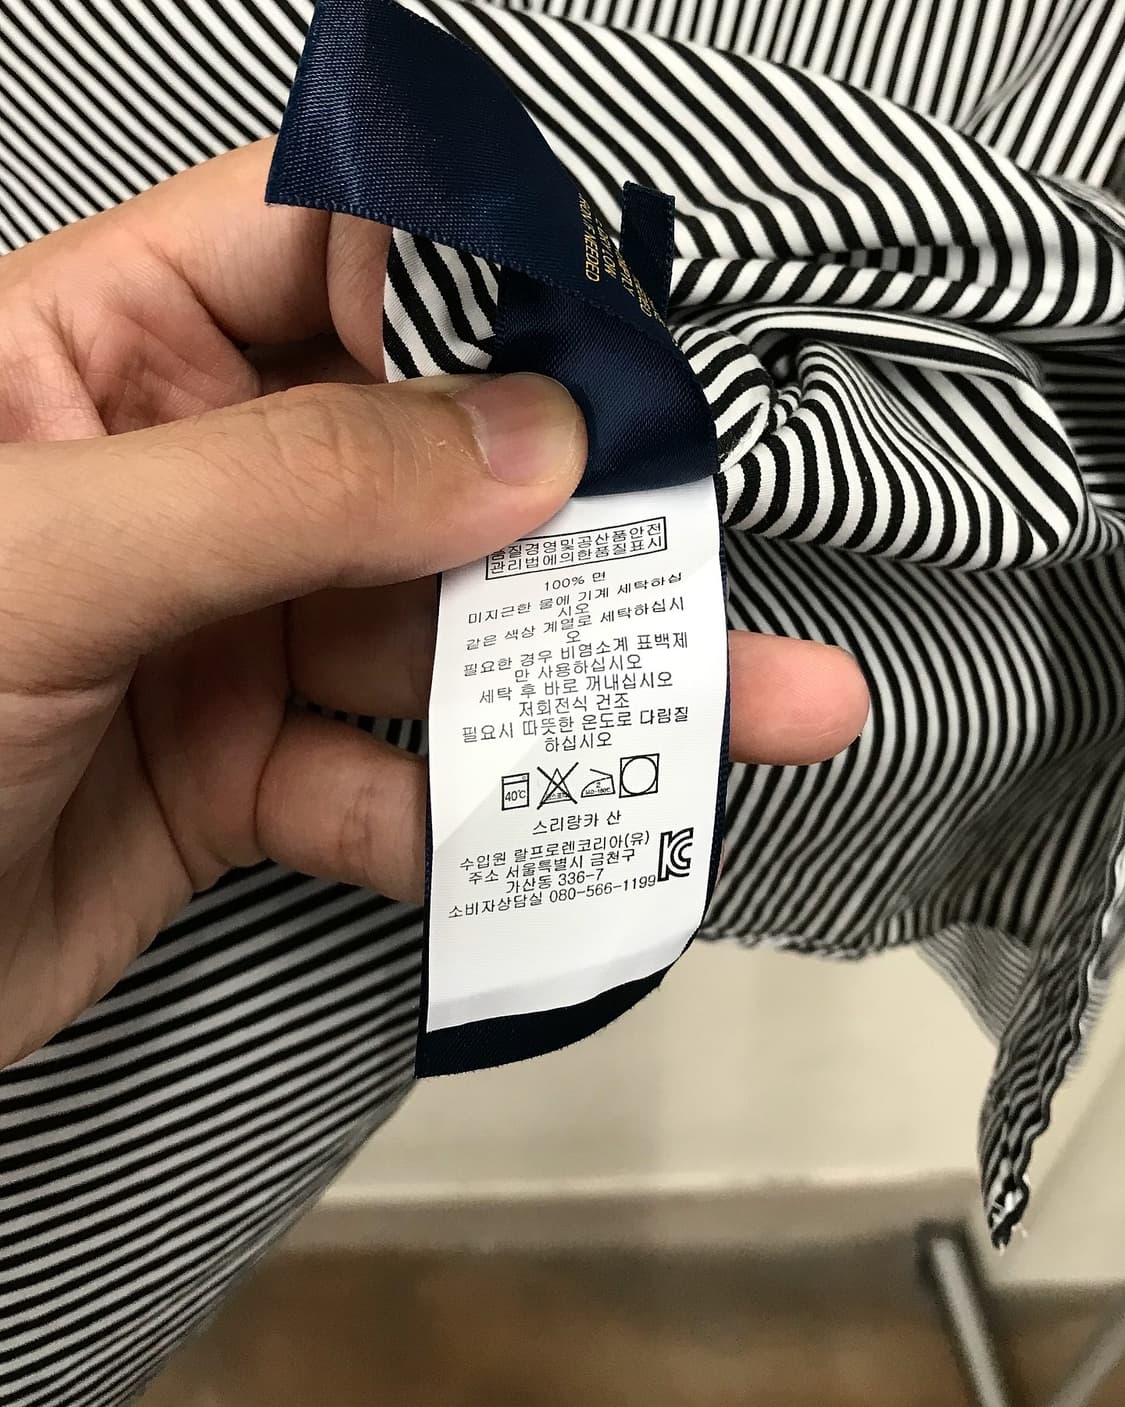 IRON IF NEEDED
LOW
품질경영및공산품안전
관리법에의한품질표시
100% 면
미지근한 물에 기계 세탁하십
시오
같은 색상 계열로 세탁하십시
오
필요한 경우 비염소계 표백제
만 사용하십시오
세탁 후 바로 꺼내십시오
저회전식 건조
필요시 따뜻한 온도로 다림질
하십시오
40℃
스리랑카 산
수입원 랄프로렌코리아(유)
주소 서울특별시 금천구
가산동 336-7
소비자상담실 080-566-1199